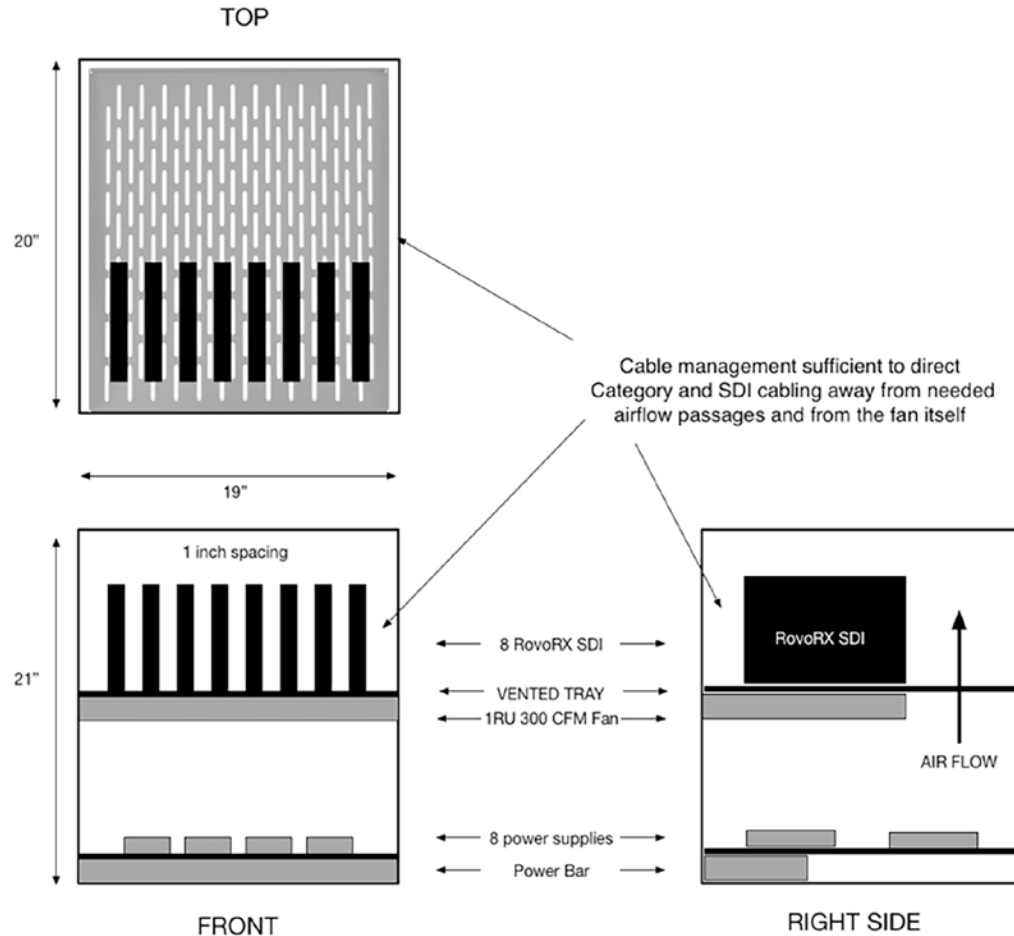 TOP
20”
19”
Cable management sufficient to direct
Category and SDI cabling away from needed
airflow passages and from the fan itself
1 inch spacing
21”
8 RovoRX SDI
VENTED TRAY
1RU 300 CFM Fan
8 power supplies
Power Bar
RovoRX SDI
AIR FLOW
FRONT
RIGHT SIDE